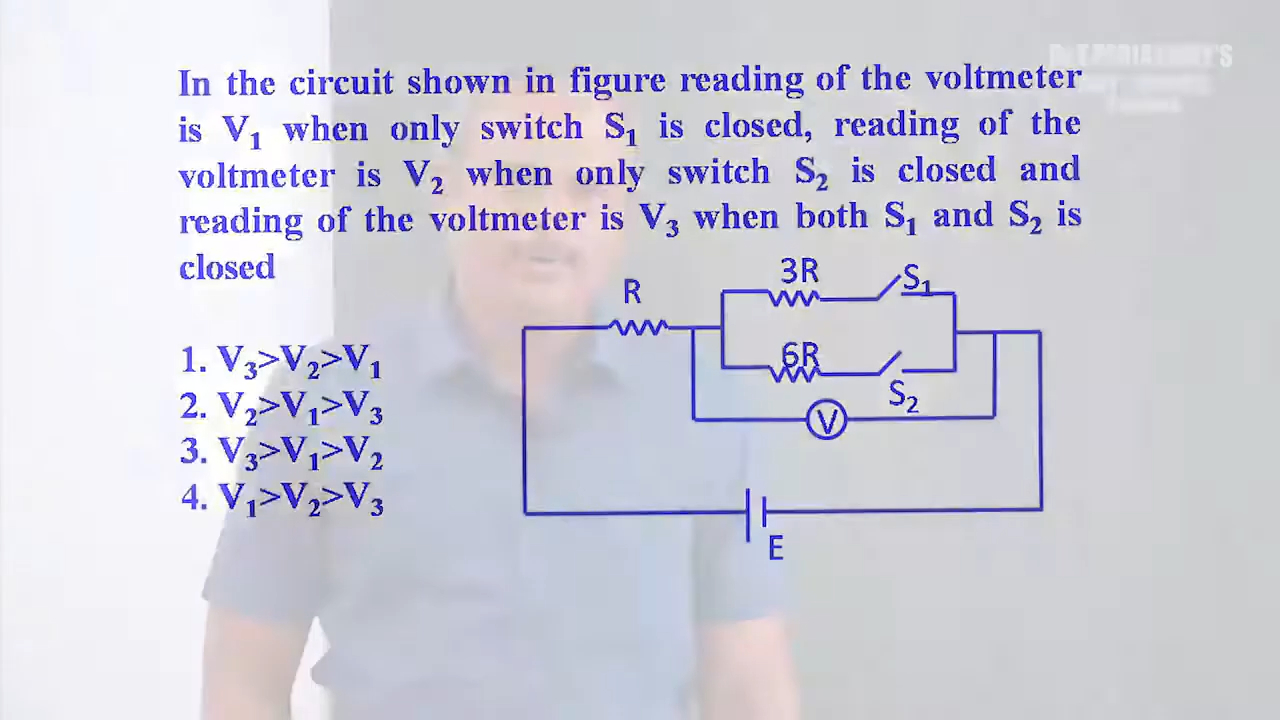 In the circuit shown in figure reading of the voltmeter
is V₁ when only switch S₁ is closed, reading of the
voltmeter is V₂ when only switch S₂ is closed and
reading of the voltmeter is V₃ when both S₁ and S₂ is
closed
1. V₃>V₂>V₁
2. V₂>V₁>V₃
3. V₃>V₁>V₂
4. V₁>V₂>V₃
R
3R
S₁
6R
S₂
V
E